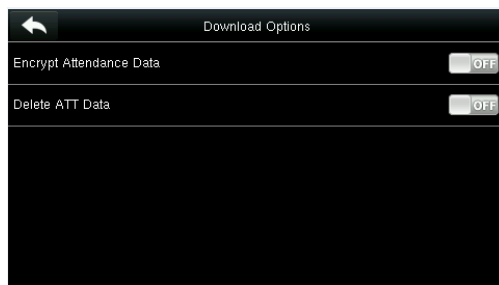 Download Options
Encrypt Attendance Data
OFF
Delete ATT Data
OFF